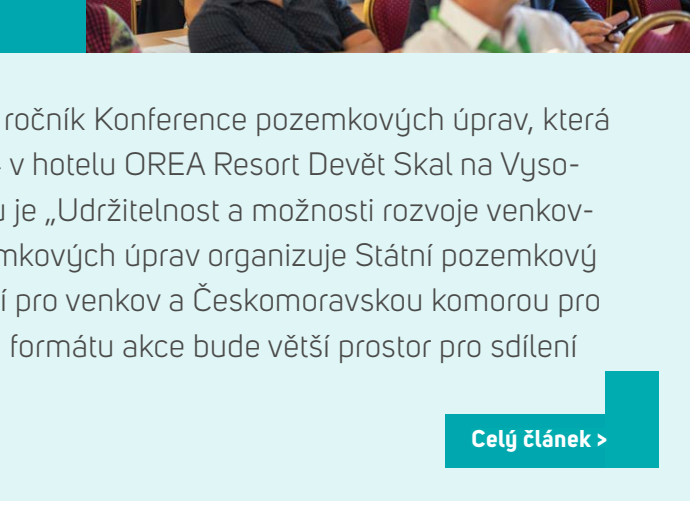 ročník Konference pozemkových úprav, která
v hotelu OREA Resort Devět Skal na Vyso-
je „Udržitelnost a možnosti rozvoje venkov-
mkových úprav organizuje Státní pozemkový
í pro venkov a Českomoravskou komorou pro
formátu akce bude větší prostor pro sdílení
Celý článek >